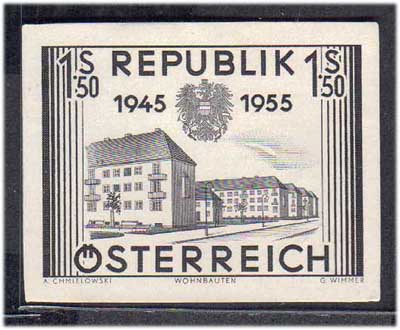 1S REPUBLIK 1S
.50 1945 1955 .50
ÖSTERREICH
A. CHMIELOWSKI WOHNBAUTEN G. WIMMER